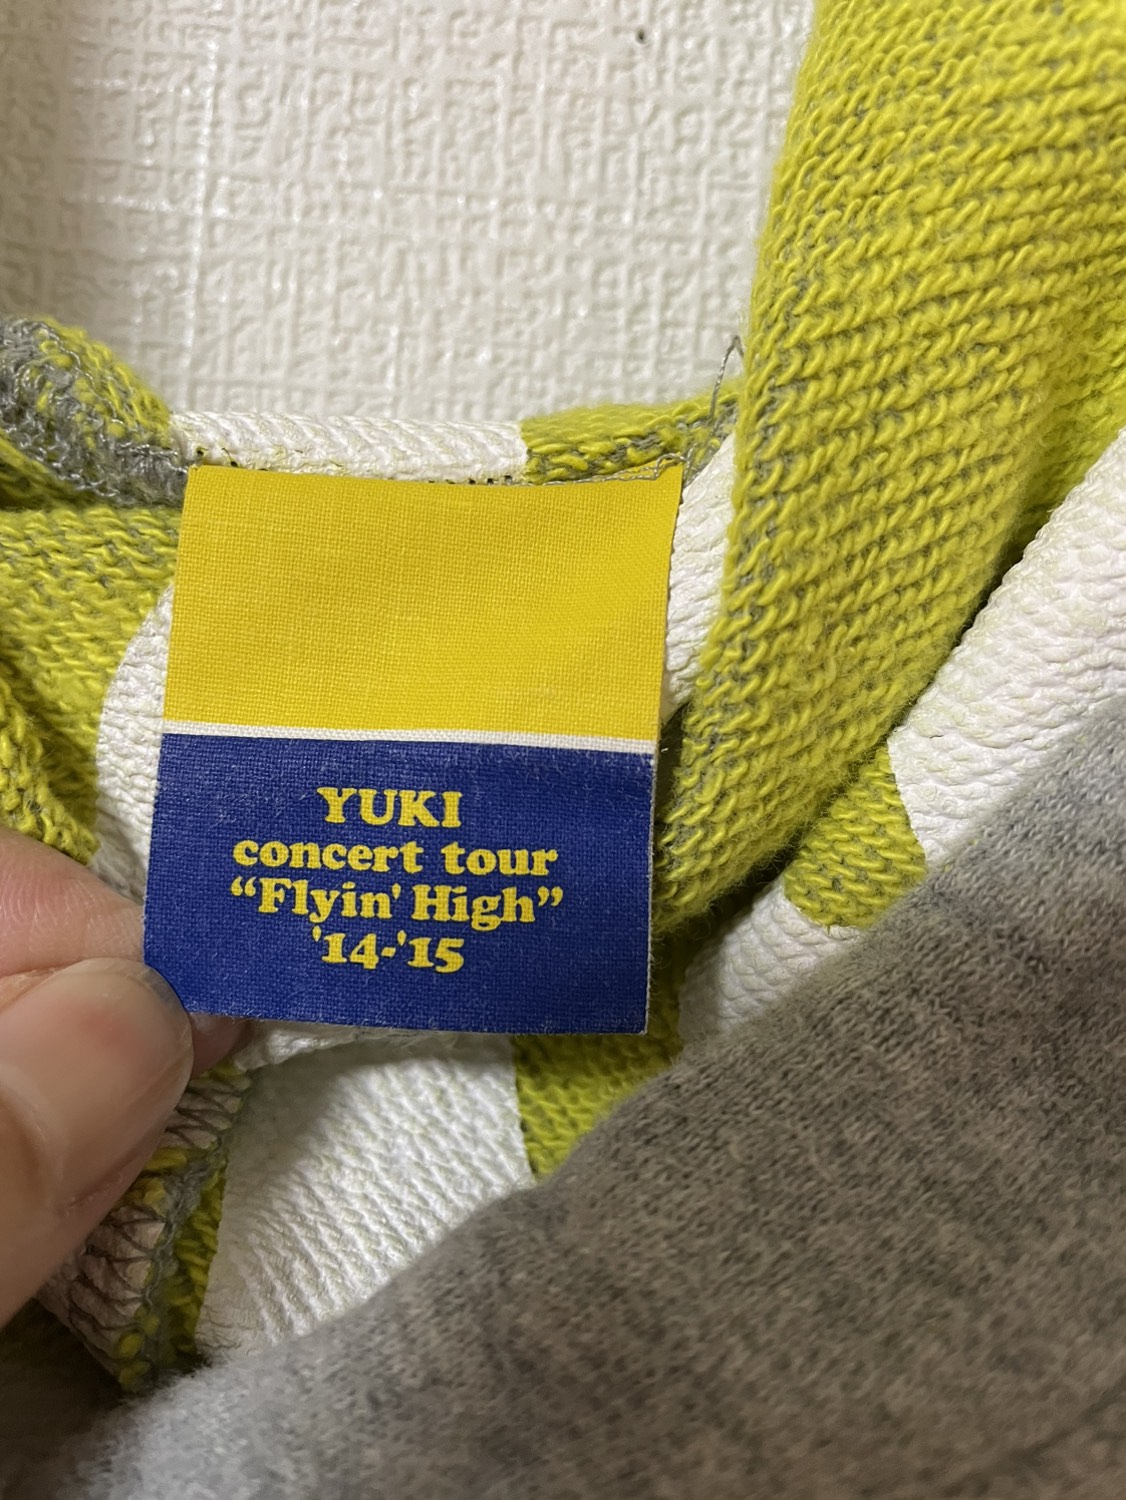 YUKI
concert tour
“Flyin' High”
'14-'15